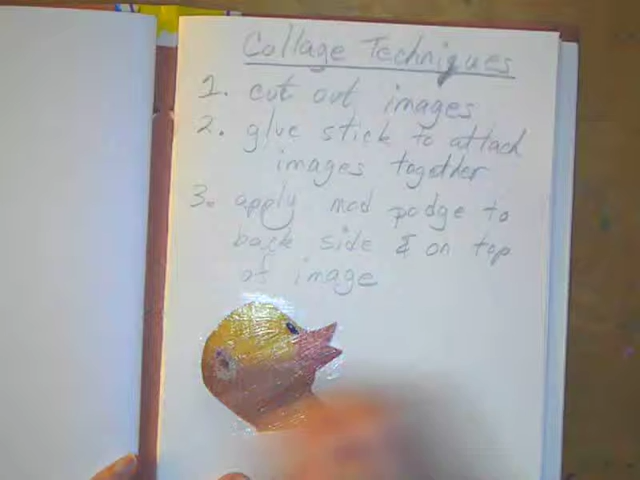 Collage Techniques
1. cut out images
2. glue stick to attach
images together
3. apply mod podge to
back side & on top
of image